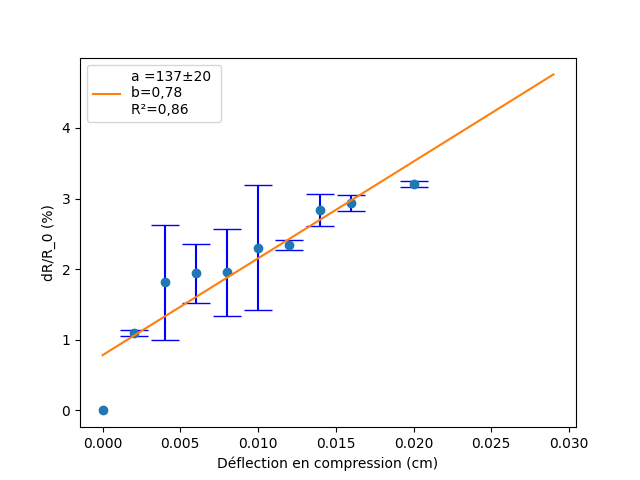 a =137±20
b=0,78
R²=0,86
4
3
2
1
0
dR/R_0 (%)
0.000
0.005
0.010
0.015
0.020
0.025
0.030
Déflection en compression (cm)